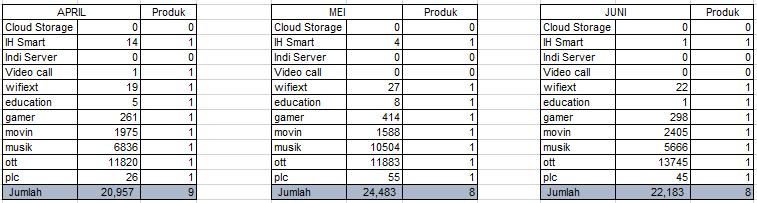 APRIL Produk MEI Produk JUNI Produk
Cloud Storage 0 0 Cloud Storage 0 0 Cloud Storage 0 0
IH Smart 14 1 IH Smart 4 1 IH Smart 1 1
Indi Server 0 0 Indi Server 0 0 Indi Server 0 0
Video call 1 1 Video call 0 0 Video call 0 0
wifiext 19 1 wifiext 27 1 wifiext 22 1
education 5 1 education 8 1 education 1 1
gamer 261 1 gamer 414 1 gamer 298 1
movin 1975 1 movin 1588 1 movin 2405 1
musik 6836 1 musik 10504 1 musik 5666 1
ott 11820 1 ott 11883 1 ott 13745 1
plc 26 1 plc 55 1 plc 45 1
Jumlah 20,957 9 Jumlah 24,483 8 Jumlah 22,183 8